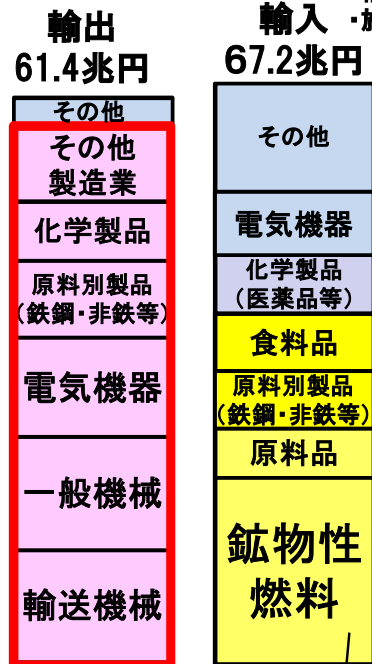 輸出
61.4兆円
その他
その他
製造業
化学製品
原料別製品
(鉄鋼・非鉄等)
電気機器
一般機械
輸送機械
輸入
67.2兆円
その他
電気機器
化学製品
(医薬品等)
食料品
原料別製品
(鉄鋼・非鉄等)
原料品
鉱物性
燃料